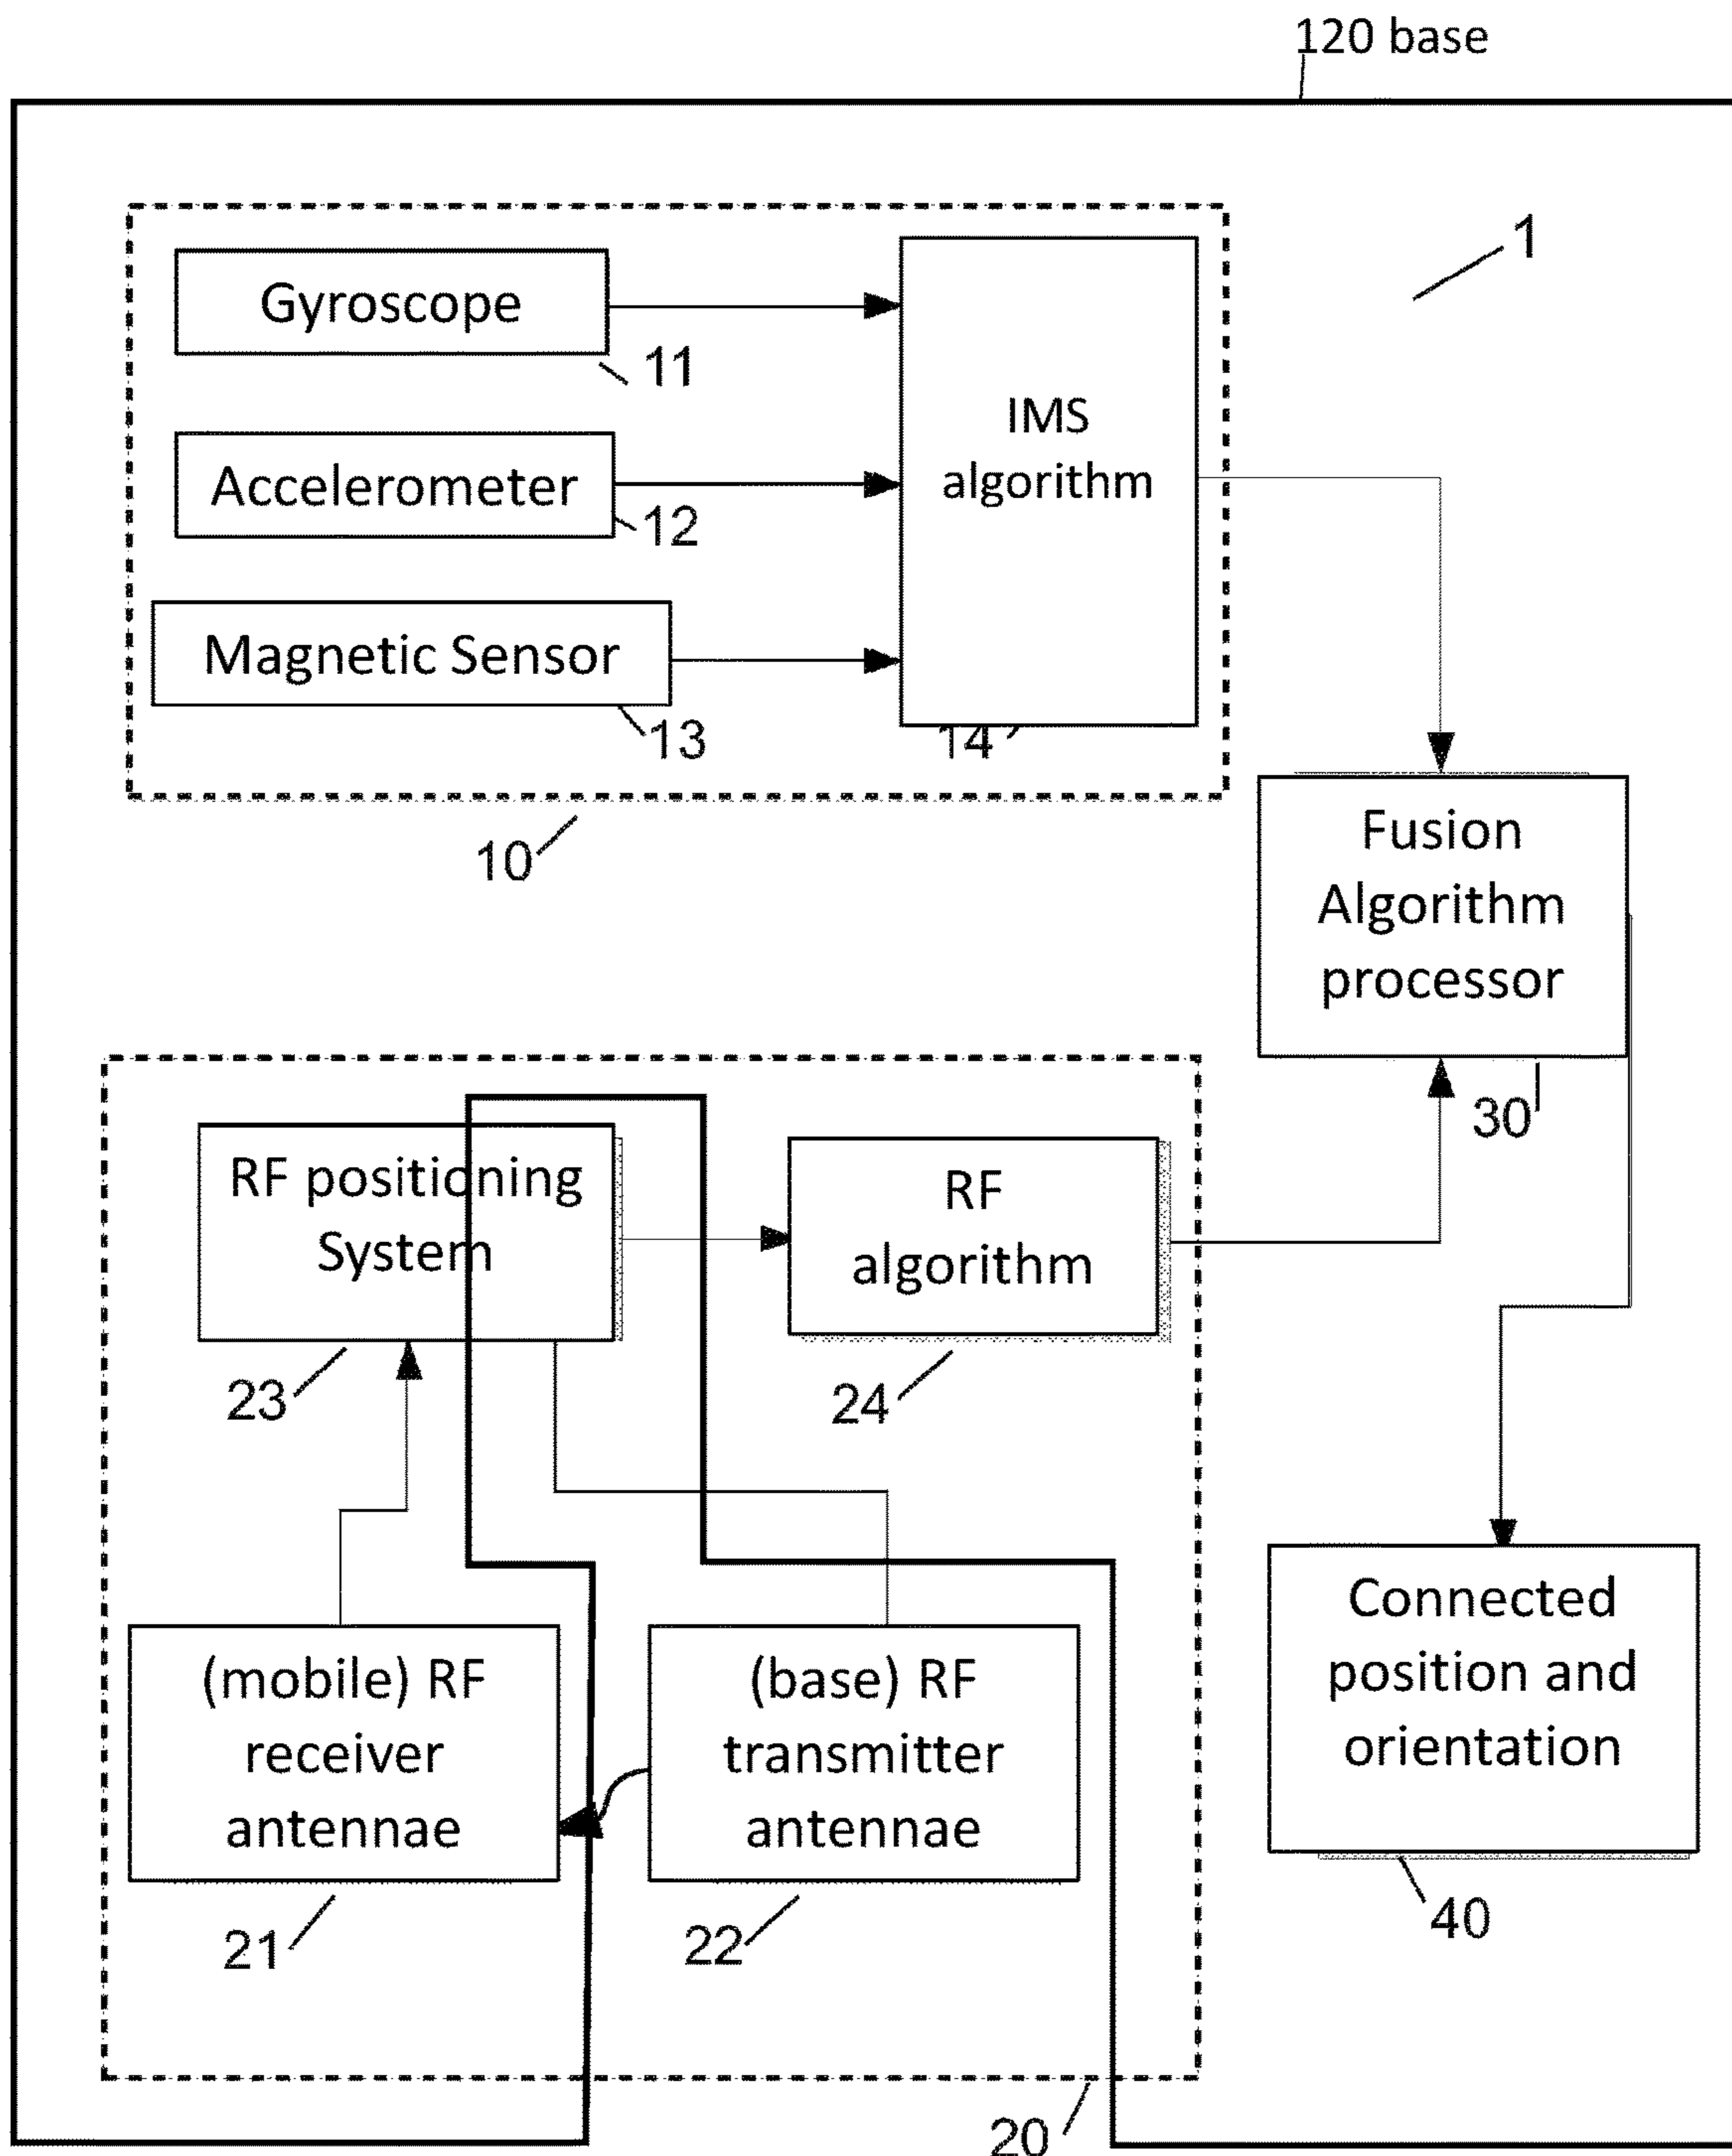 120 base
1
Gyroscope
11
Accelerometer
12
Magnetic Sensor
13
IMS
algorithm
14
10
Fusion
Algorithm
processor
30
RF positioning
System
23
RF
algorithm
24
(mobile) RF
receiver
antennae
21
(base) RF
transmitter
antennae
22
20
Connected
position and
orientation
40